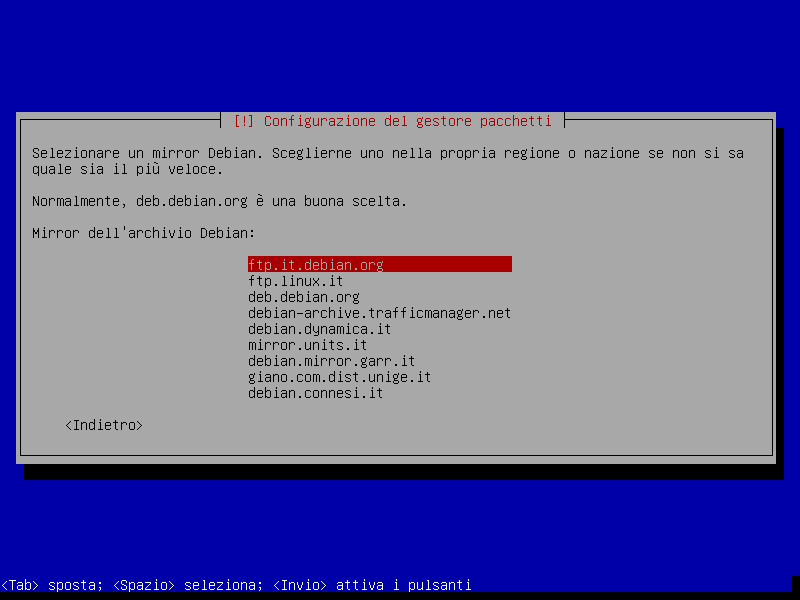 [!] Configurazione del gestore pacchetti
Selezionare un mirror Debian. Sceglierne uno nella propria regione o nazione se non si sa
quale sia il più veloce.
Normalmente, deb.debian.org è una buona scelta.
Mirror dell'archivio Debian:
ftp.it.debian.org
ftp.linux.it
deb.debian.org
debian-archive.trafficmanager.net
debian.dynamica.it
mirror.units.it
debian.mirror.garr.it
giano.com.dist.unige.it
debian.connesi.it
<Indietro>
<Tab> sposta; <Spazio> seleziona; <Invio> attiva i pulsanti